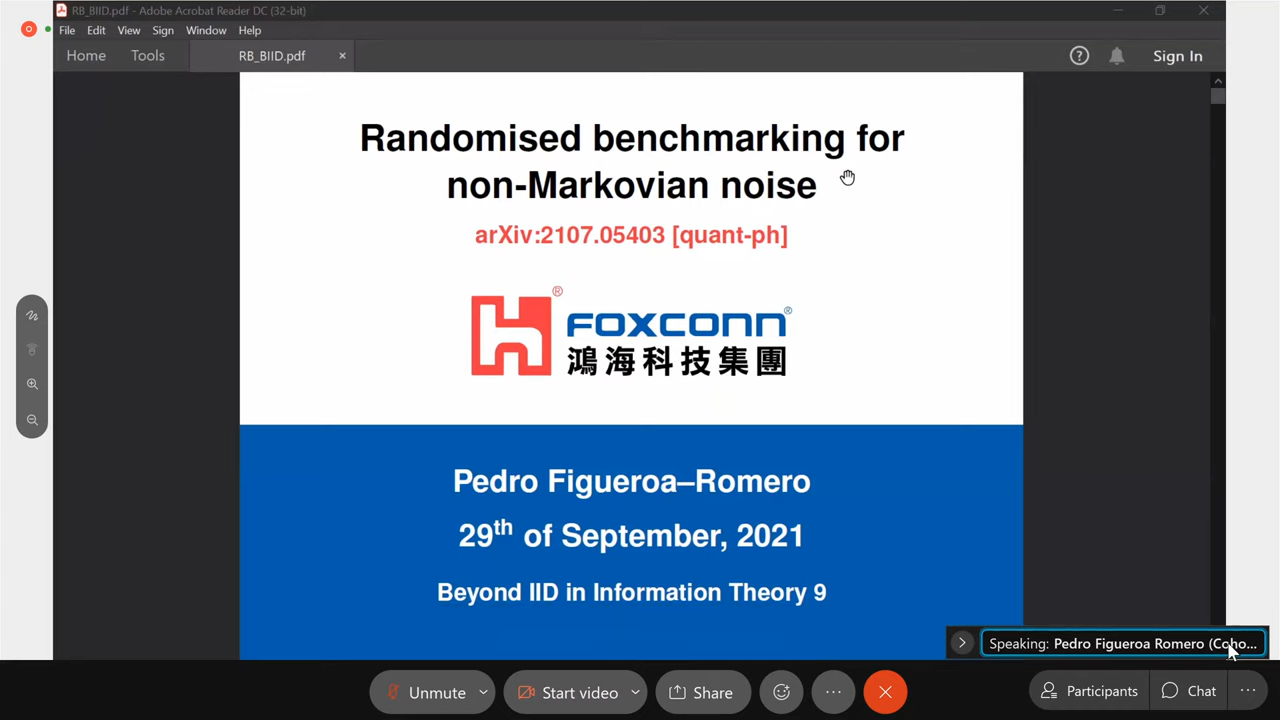 RB_BIID.pdf - Adobe Acrobat Reader DC (32-bit)
File Edit View Sign Window Help
Home Tools RB_BIID.pdf × Sign In
Randomised benchmarking for
non-Markovian noise
arXiv:2107.05403 [quant-ph]
FOXCONN®
鴻海科技集團
Pedro Figueroa–Romero
29th of September, 2021
Beyond IID in Information Theory 9
Speaking: Pedro Figueroa Romero (Coho...
Unmute Start video Share Participants Chat